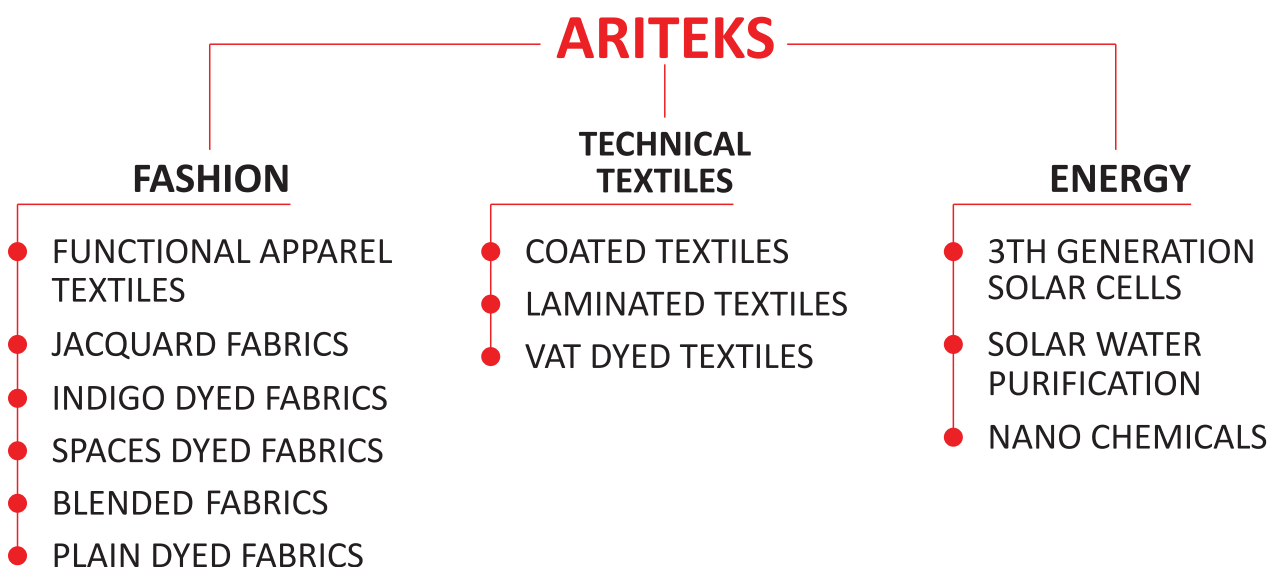 ARITEKS
FASHION
FUNCTIONAL APPAREL
TEXTILES
JACQUARD FABRICS
INDIGO DYED FABRICS
SPACES DYED FABRICS
BLENDED FABRICS
PLAIN DYED FABRICS
TECHNICAL
TEXTILES
COATED TEXTILES
LAMINATED TEXTILES
VAT DYED TEXTILES
ENERGY
3TH GENERATION
SOLAR CELLS
SOLAR WATER
PURIFICATION
NANO CHEMICALS